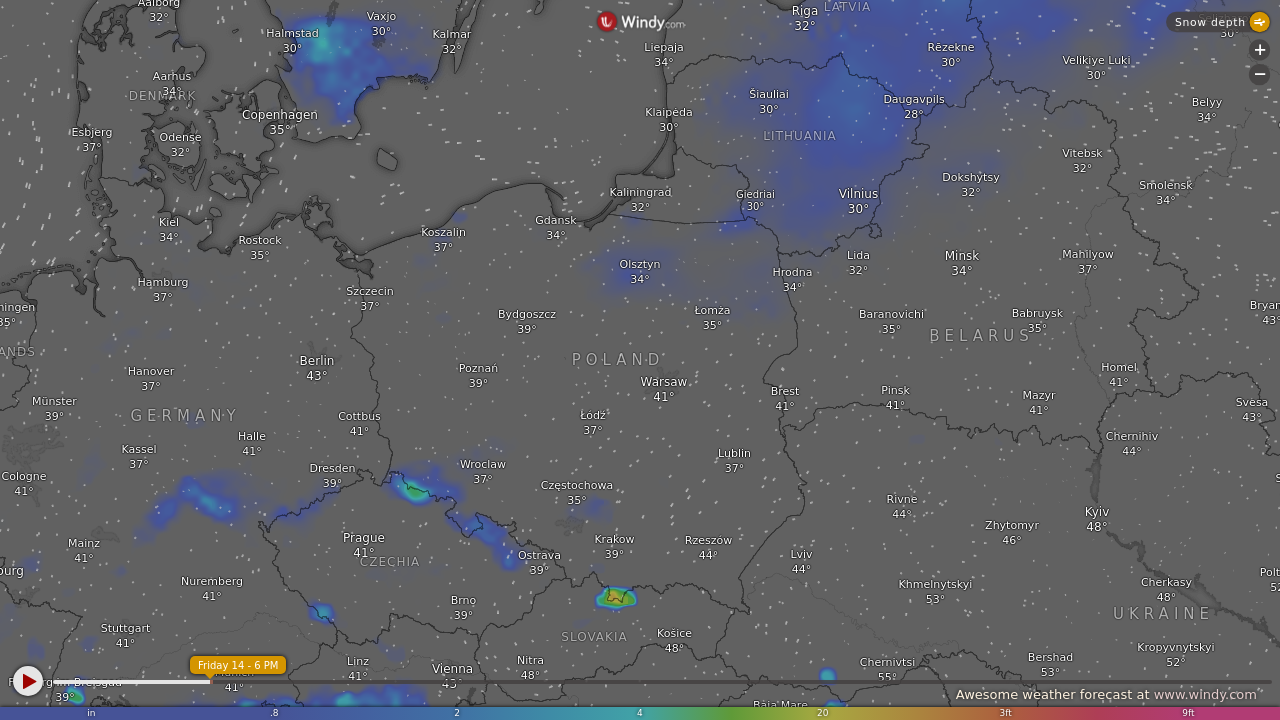 Aalborg
32°
Vaxjo
30°
Halmstad
30°
Kalmar
32°
Windy.com
Riga
32°
LATVIA
Snow depth
30°
Liepaja
34°
Rēzekne
30°
Velikiye Luki
30°
+
−
Aarhus
34°
DENMARK
Šiauliai
30°
Daugavpils
28°
Belyy
34°
Copenhagen
35°
Klaipėda
30°
Esbjerg
37°
Odense
32°
LITHUANIA
Vitebsk
32°
Dokshytsy
32°
Smolensk
34°
Kaliningrad
32°
Giedriai
30°
Vilnius
30°
Kiel
34°
Rostock
35°
Koszalin
37°
Gdansk
34°
Lida
32°
Minsk
34°
Mahilyow
37°
Olsztyn
34°
Hrodna
34°
Hamburg
37°
Szczecin
37°
ningen
35°
Bydgoszcz
39°
Łomża
35°
Baranovichi
35°
Babruysk
35°
Bryan
43°
BELARUS
ANDS
POLAND
Berlin
43°
Hanover
37°
Poznań
39°
Warsaw
41°
Homel
41°
Brest
41°
Pinsk
41°
Mazyr
41°
Münster
39°
GERMANY
Cottbus
41°
Łódź
37°
Svesa
43°
Halle
41°
Chernihiv
44°
Kassel
37°
Lublin
37°
Dresden
39°
Wroclaw
37°
Cologne
41°
Częstochowa
35°
S
Rivne
44°
Kyiv
48°
Zhytomyr
46°
Mainz
41°
Prague
41°
CZECHIA
Krakow
39°
Rzeszow
44°
Ostrava
39°
Lviv
44°
ourg
Nuremberg
41°
Khmelnytskyi
53°
Cherkasy
48°
Polt
52
Brno
39°
UKRAINE
Stuttgart
41°
SLOVAKIA
Košice
48°
Kropyvnytskyi
52°
Friday 14 - 6 PM
Linz
41°
Vienna
43°
Nitra
48°
Chernivtsi
55°
Bershad
53°
39°
41°
Awesome weather forecast at www.windy.com
Baia Mare
in
.8
2
4
20
3ft
9ft